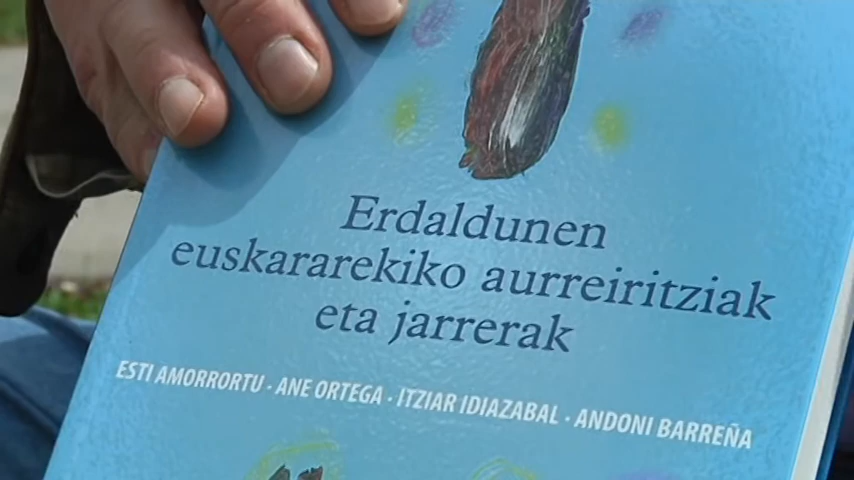 Erdaldunen
euskararekiko aurreiritziak
eta jarrerak
ESTI AMORRORTU · ANE ORTEGA · ITZIAR IDIAZABAL · ANDONI BARREÑA